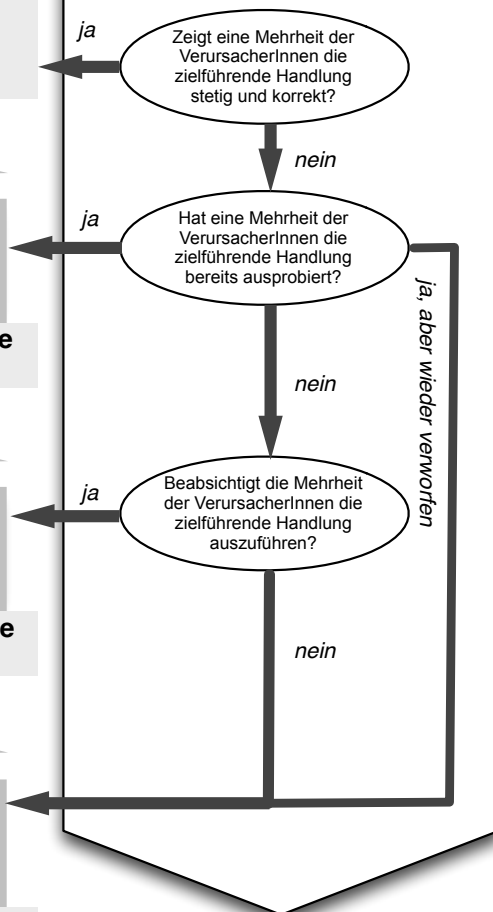 ja
Zeigt eine Mehrheit der
VerursacherInnen die
zielführende Handlung
stetig und korrekt?
nein
ja
Hat eine Mehrheit der
VerursacherInnen die
zielführende Handlung
bereits ausprobiert?
ja, aber wieder verworfen
e
nein
ja
Beabsichtigt die Mehrheit
der VerursacherInnen die
zielführende Handlung
auszuführen?
e
nein